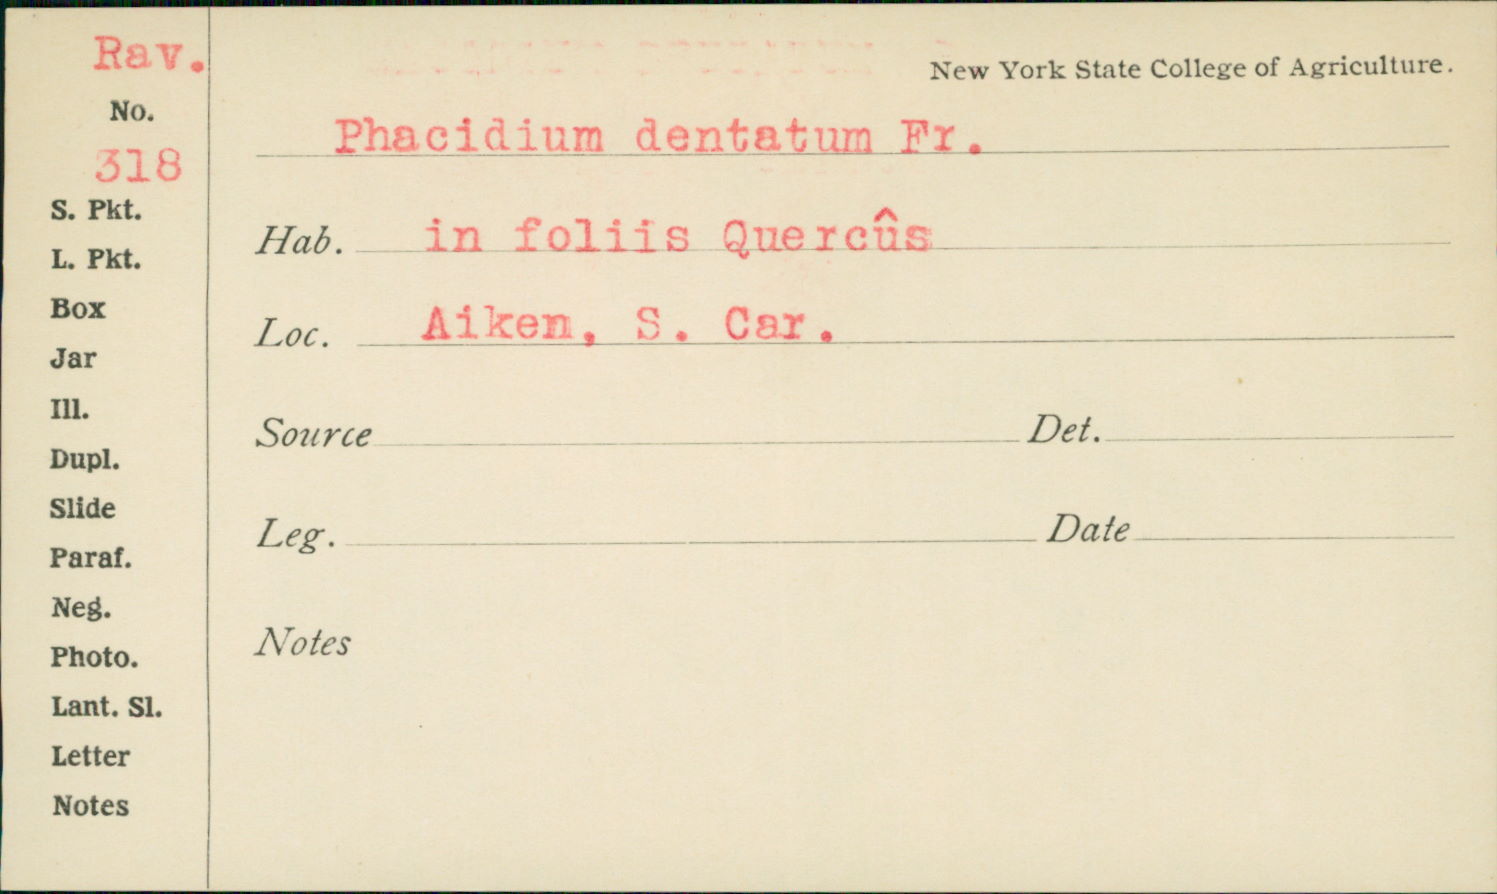 Rav.
No.
318
S. Pkt.
L. Pkt.
Box
Jar
Ill.
Dupl.
Slide
Paraf.
Neg.
Photo.
Lant. Sl.
Letter
Notes
New York State College of Agriculture.
Phacidium dentatum Fr.
Hab. in foliis Quercûs
Loc. Aiken, S. Car.
Source Det.
Leg. Date
Notes